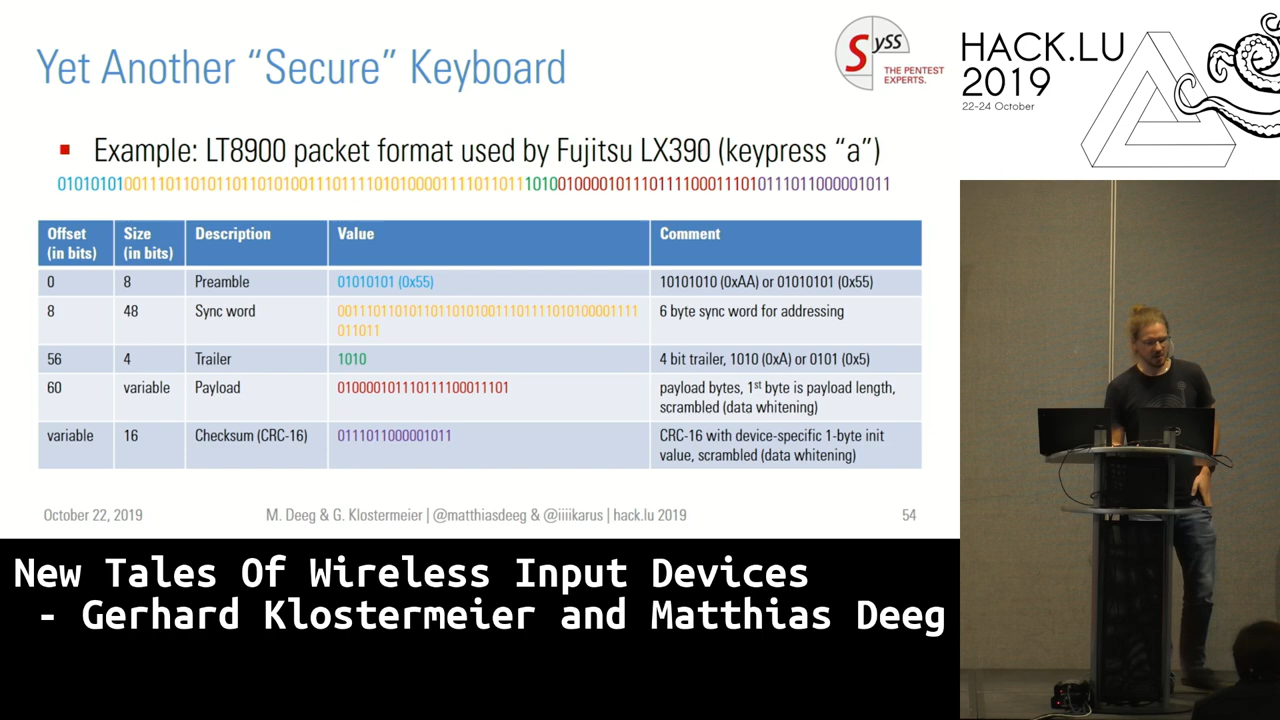 Yet Another “Secure” Keyboard
Syss
THE PENTEST
EXPERTS.
HACK.LU
2019
22-24 October
Example: LT8900 packet format used by Fujitsu LX390 (keypress “a”)
Offset Size Description Value Comment
(in bits) (in bits)
0 8 Preamble 01010101 (0x55) 10101010 (0xAA) or 01010101 (0x55)
8 48 Sync word 6 byte sync word for addressing
011011
56 4 Trailer 1010 4 bit trailer, 1010 (0xA) or 0101 (0x5)
60 variable Payload 010000101110111100011101 payload bytes, 1st byte is payload length,
scrambled (data whitening)
variable 16 Checksum (CRC-16) 0111011000001011 CRC-16 with device-specific 1-byte init
value, scrambled (data whitening)
October 22, 2019 M. Deeg & G. Klostermeier | @matthiasdeeg & @iiiikarus | hack.lu 2019 54
New Tales Of Wireless Input Devices
- Gerhard Klostermeier and Matthias Deeg